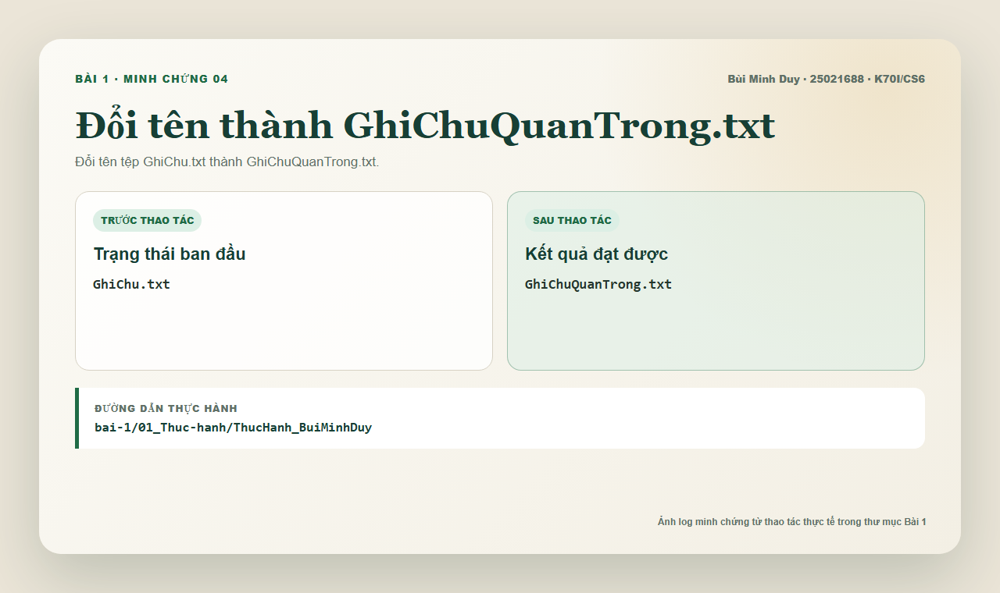 BÀI 1 · MINH CHỨNG 04
Bùi Minh Duy · 25021688 · K70I/CS6
Đổi tên thành GhiChuQuanTrong.txt
Đổi tên tệp GhiChu.txt thành GhiChuQuanTrong.txt.
TRƯỚC THAO TÁC
Trạng thái ban đầu
GhiChu.txt
SAU THAO TÁC
Kết quả đạt được
GhiChuQuanTrong.txt
ĐƯỜNG DẪN THỰC HÀNH
bai-1/01_Thuc-hanh/ThucHanh_BuiMinhDuy
Ảnh log minh chứng từ thao tác thực tế trong thư mục Bài 1